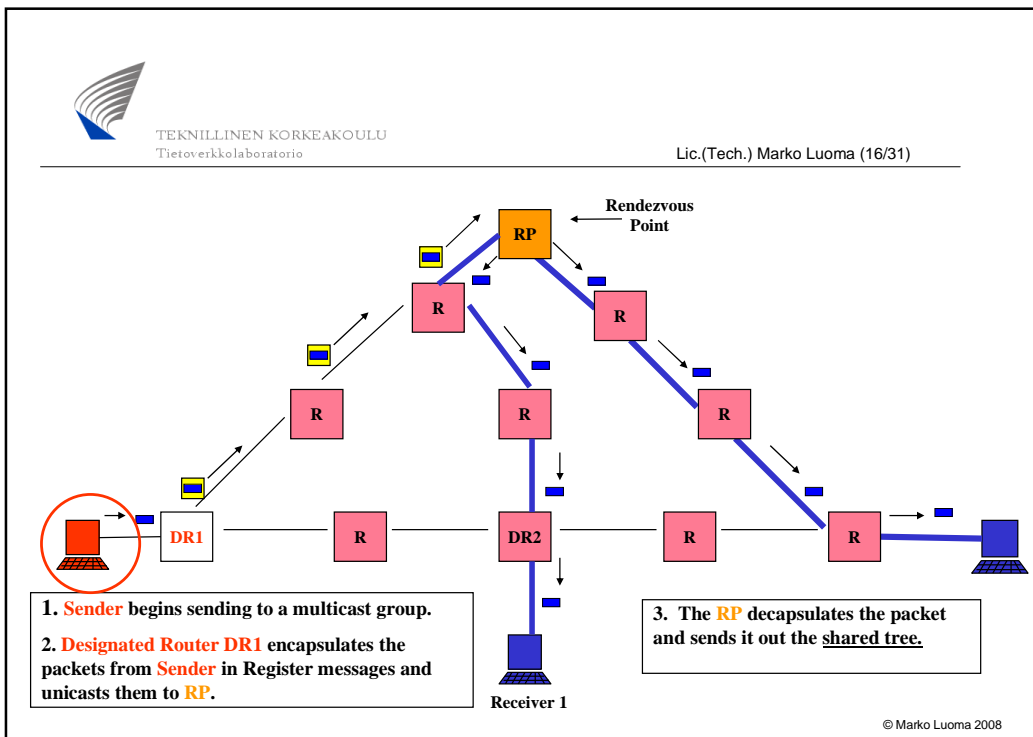 TEKNILLINEN KORKEAKOULU
Tietoverkkolaboratorio
Lic.(Tech.) Marko Luoma (16/31)
Rendezvous
Point
RP
R
R
R
R
R
DR1
R
DR2
R
R
1. Sender begins sending to a multicast group.
2. Designated Router DR1 encapsulates the
packets from Sender in Register messages and
unicasts them to RP.
3. The RP decapsulates the packet
and sends it out the shared tree.
Receiver 1
© Marko Luoma 2008